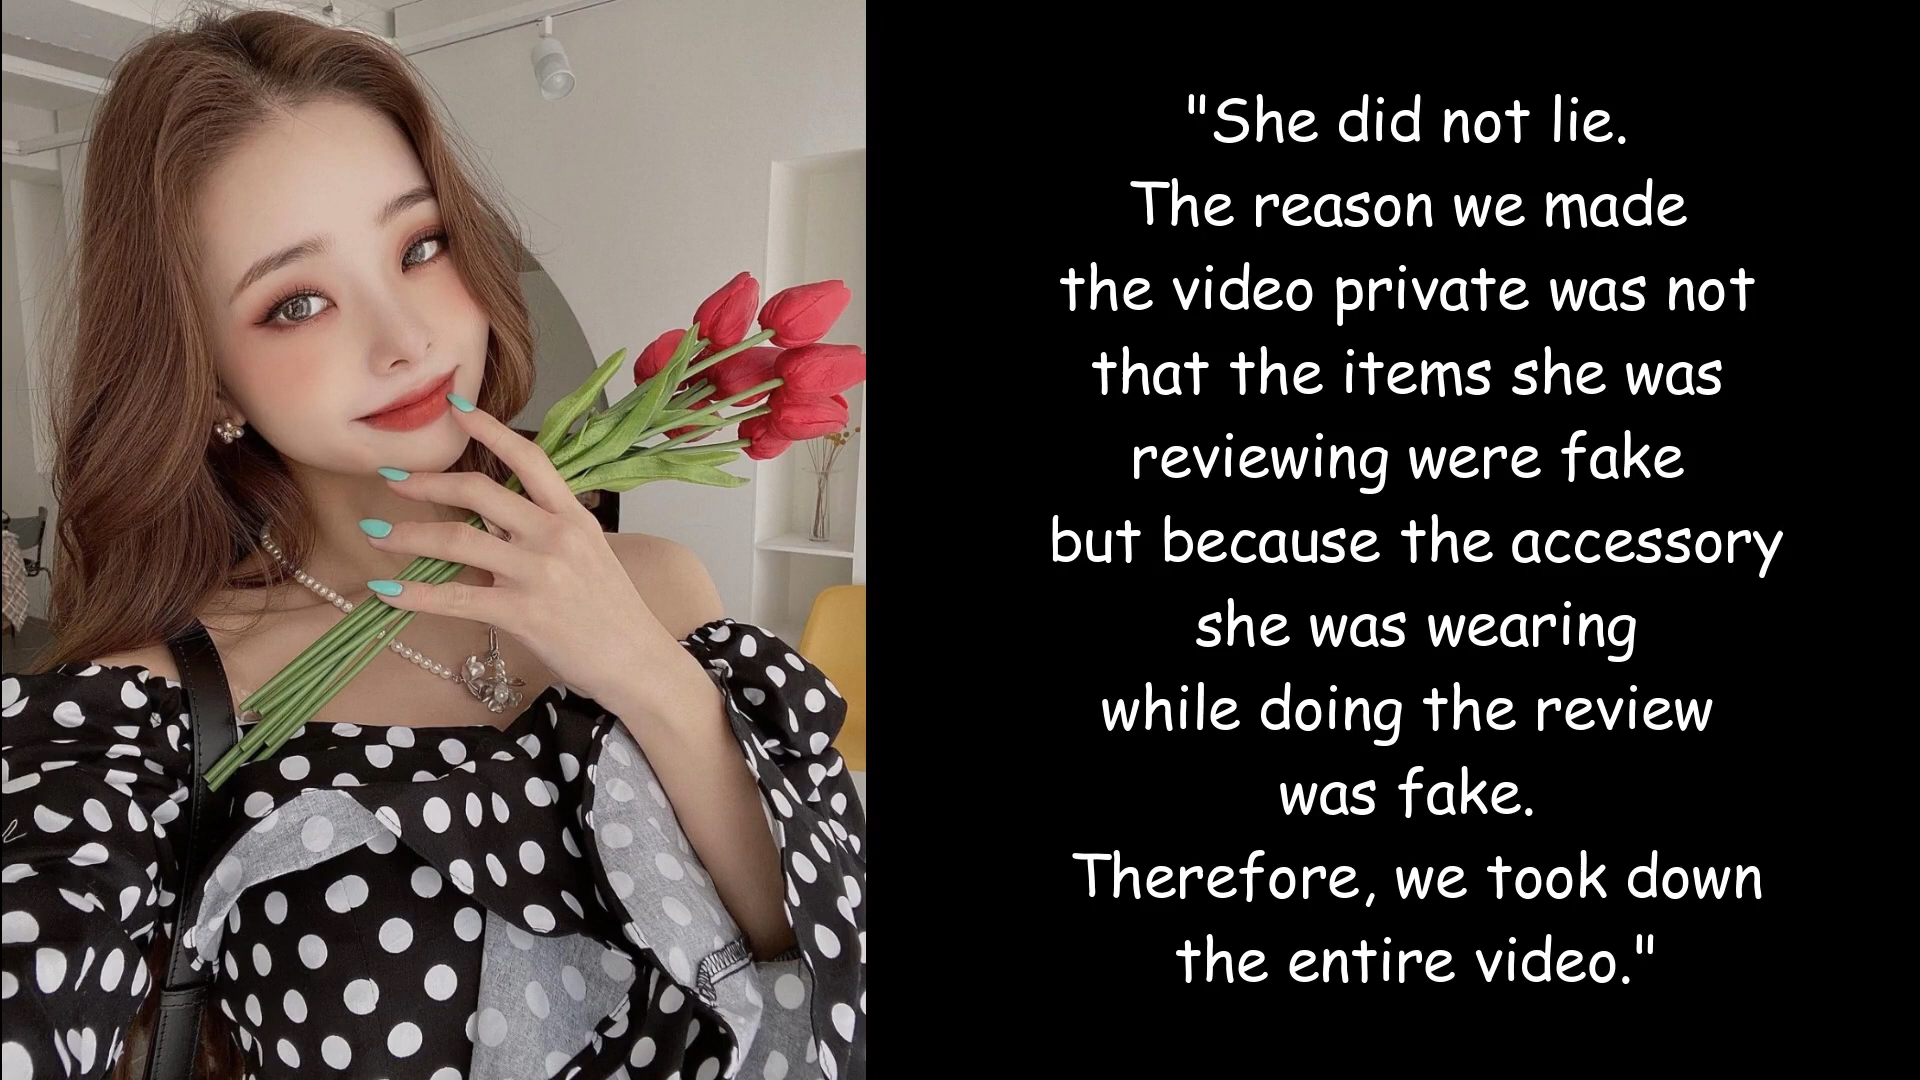 "She did not lie.
The reason we made
the video private was not
that the items she was
reviewing were fake
but because the accessory
she was wearing
while doing the review
was fake.
Therefore, we took down
the entire video."